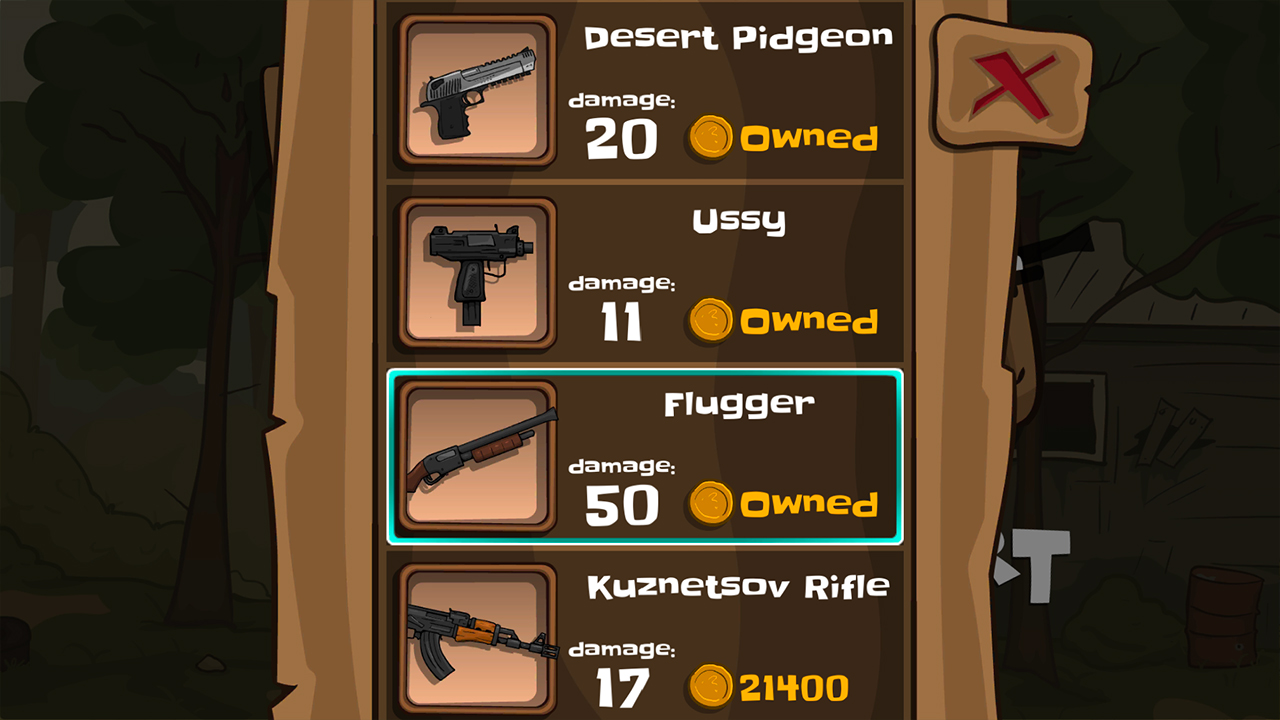 Desert Pidgeon
damage:
20 Owned
Ussy
damage:
11 Owned
Flugger
damage:
50 Owned
Kuznetsov Rifle
damage:
17 21400